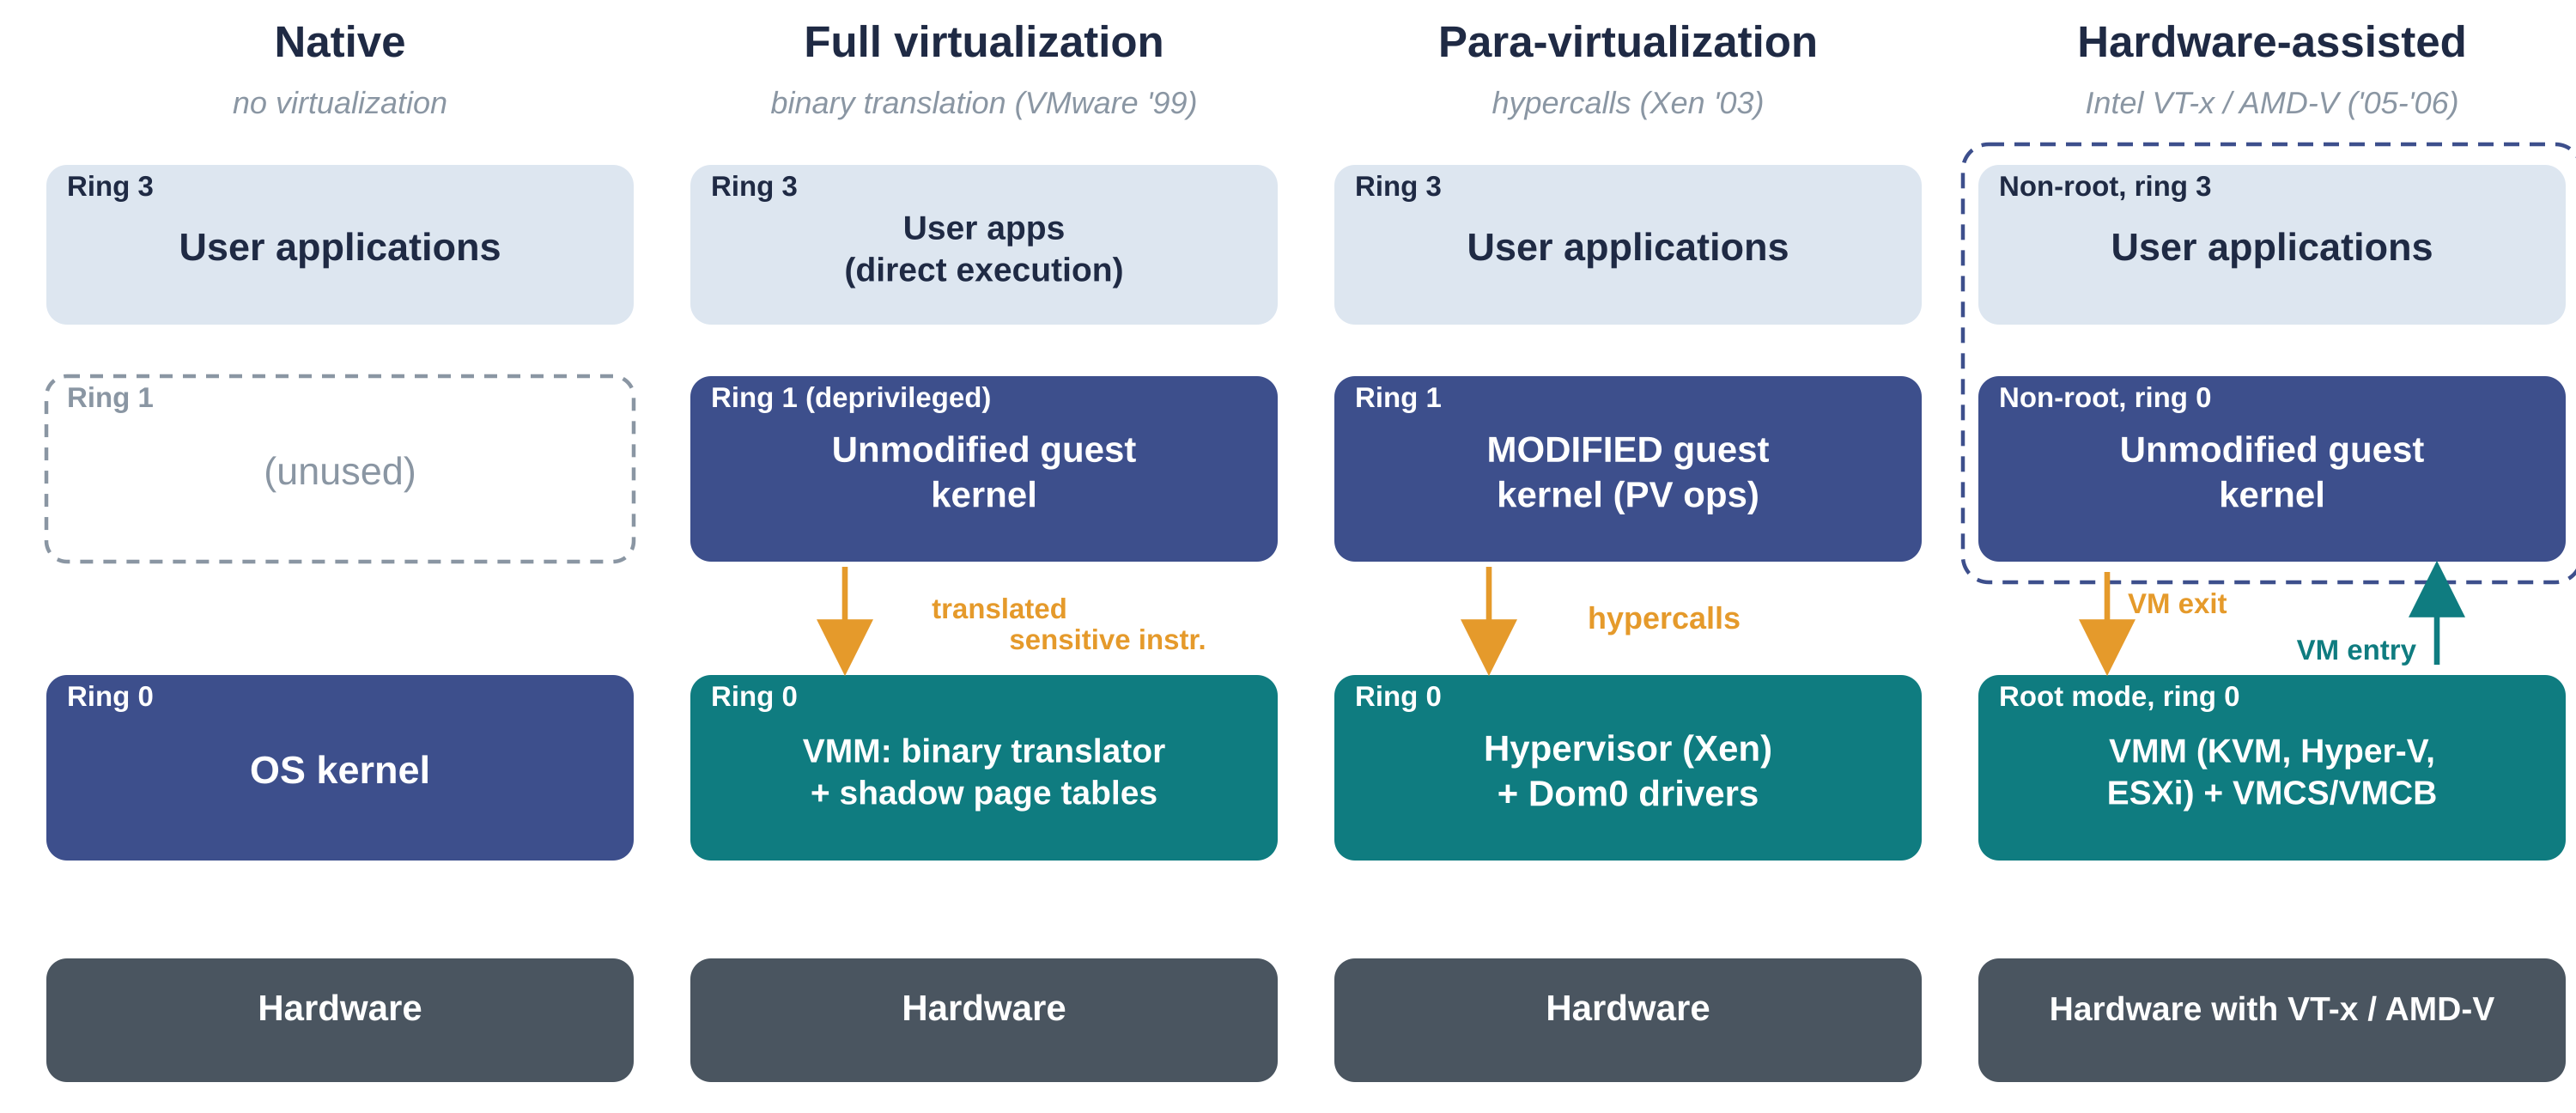 Native
no virtualization
Ring 3
User applications
Ring 1
(unused)
Ring 0
OS kernel
Hardware
Full virtualization
binary translation (VMware '99)
Ring 3
User apps
(direct execution)
Ring 1 (deprivileged)
Unmodified guest
kernel
translated
sensitive instr.
Ring 0
VMM: binary translator
+ shadow page tables
Hardware
Para-virtualization
hypercalls (Xen '03)
Ring 3
User applications
Ring 1
MODIFIED guest
kernel (PV ops)
hypercalls
Ring 0
Hypervisor (Xen)
+ Dom0 drivers
Hardware
Hardware-assisted
Intel VT-x / AMD-V ('05-'06)
Non-root, ring 3
User applications
Non-root, ring 0
Unmodified guest
kernel
VM exit
VM entry
Root mode, ring 0
VMM (KVM, Hyper-V,
ESXi) + VMCS/VMCB
Hardware with VT-x / AMD-V